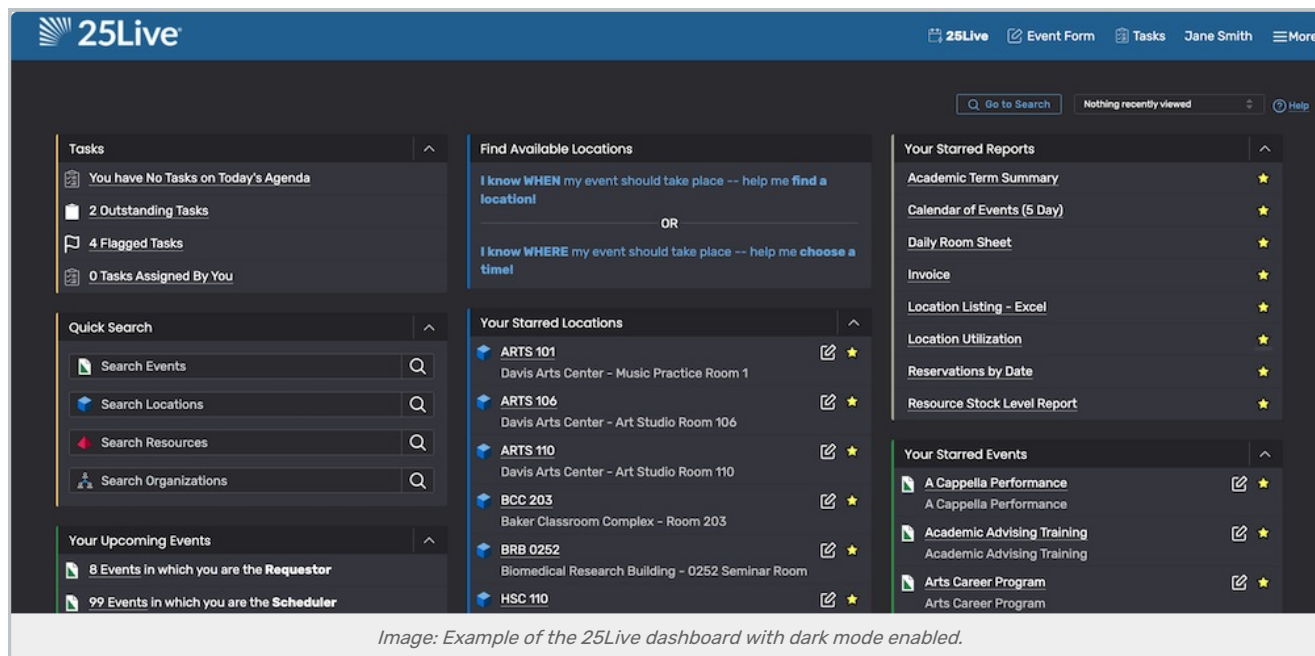 25Live
25Live
Event Form
Tasks
Jane Smith
More
Go to Search
Nothing recently viewed
Help
Tasks
You have No Tasks on Today's Agenda
2 Outstanding Tasks
4 Flagged Tasks
0 Tasks Assigned By You
Quick Search
Search Events
Search Locations
Search Resources
Search Organizations
Your Upcoming Events
8 Events in which you are the Requestor
99 Events in which you are the Scheduler
Find Available Locations
I know WHEN my event should take place -- help me find a
location!
OR
I know WHERE my event should take place -- help me choose a
time!
Your Starred Locations
ARTS 101
Davis Arts Center - Music Practice Room 1
ARTS 106
Davis Arts Center - Art Studio Room 106
ARTS 110
Davis Arts Center - Art Studio Room 110
BCC 203
Baker Classroom Complex - Room 203
BRB 0252
Biomedical Research Building - 0252 Seminar Room
HSC 110
Your Starred Reports
Academic Term Summary
Calendar of Events (5 Day)
Daily Room Sheet
Invoice
Location Listing - Excel
Location Utilization
Reservations by Date
Resource Stock Level Report
Your Starred Events
A Cappella Performance
A Cappella Performance
Academic Advising Training
Academic Advising Training
Arts Career Program
Arts Career Program
Image: Example of the 25Live dashboard with dark mode enabled.